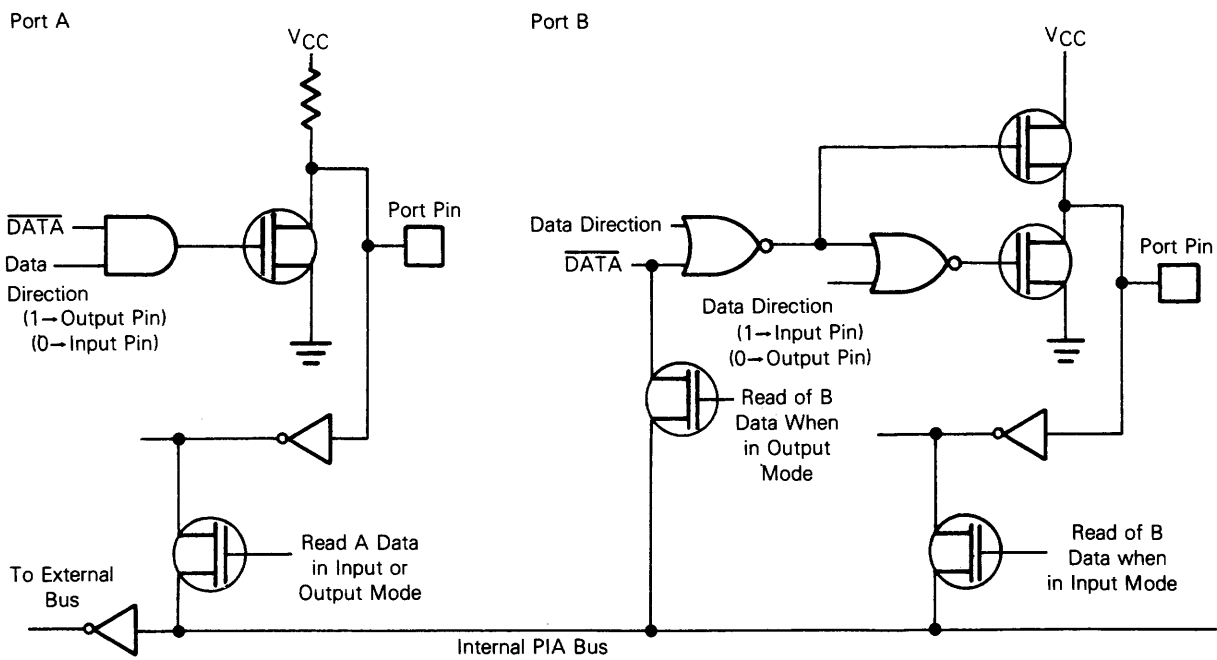 Port A
VCC
Port Pin
DATA
Data
Direction
(1→Output Pin)
(0→Input Pin)
Read A Data
in Input or
Output Mode
To External
Bus
Internal PIA Bus
Port B
VCC
Data Direction
DATA
Port Pin
Data Direction
(1→Input Pin)
(0→Output Pin)
Read of B
Data When
in Output
Mode
Read of B
Data when
in Input Mode